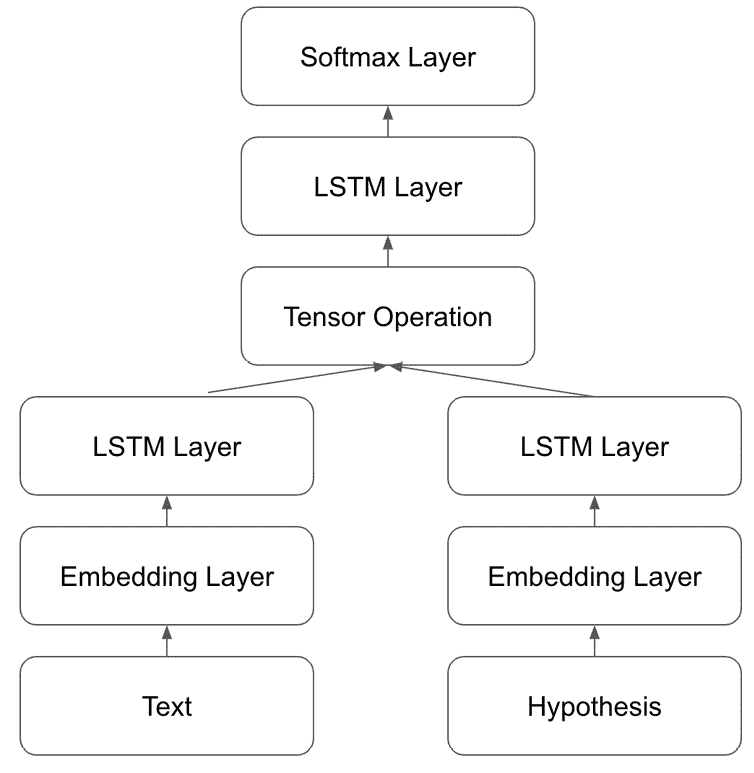 Softmax Layer
LSTM Layer
Tensor Operation
LSTM Layer
LSTM Layer
Embedding Layer
Embedding Layer
Text
Hypothesis